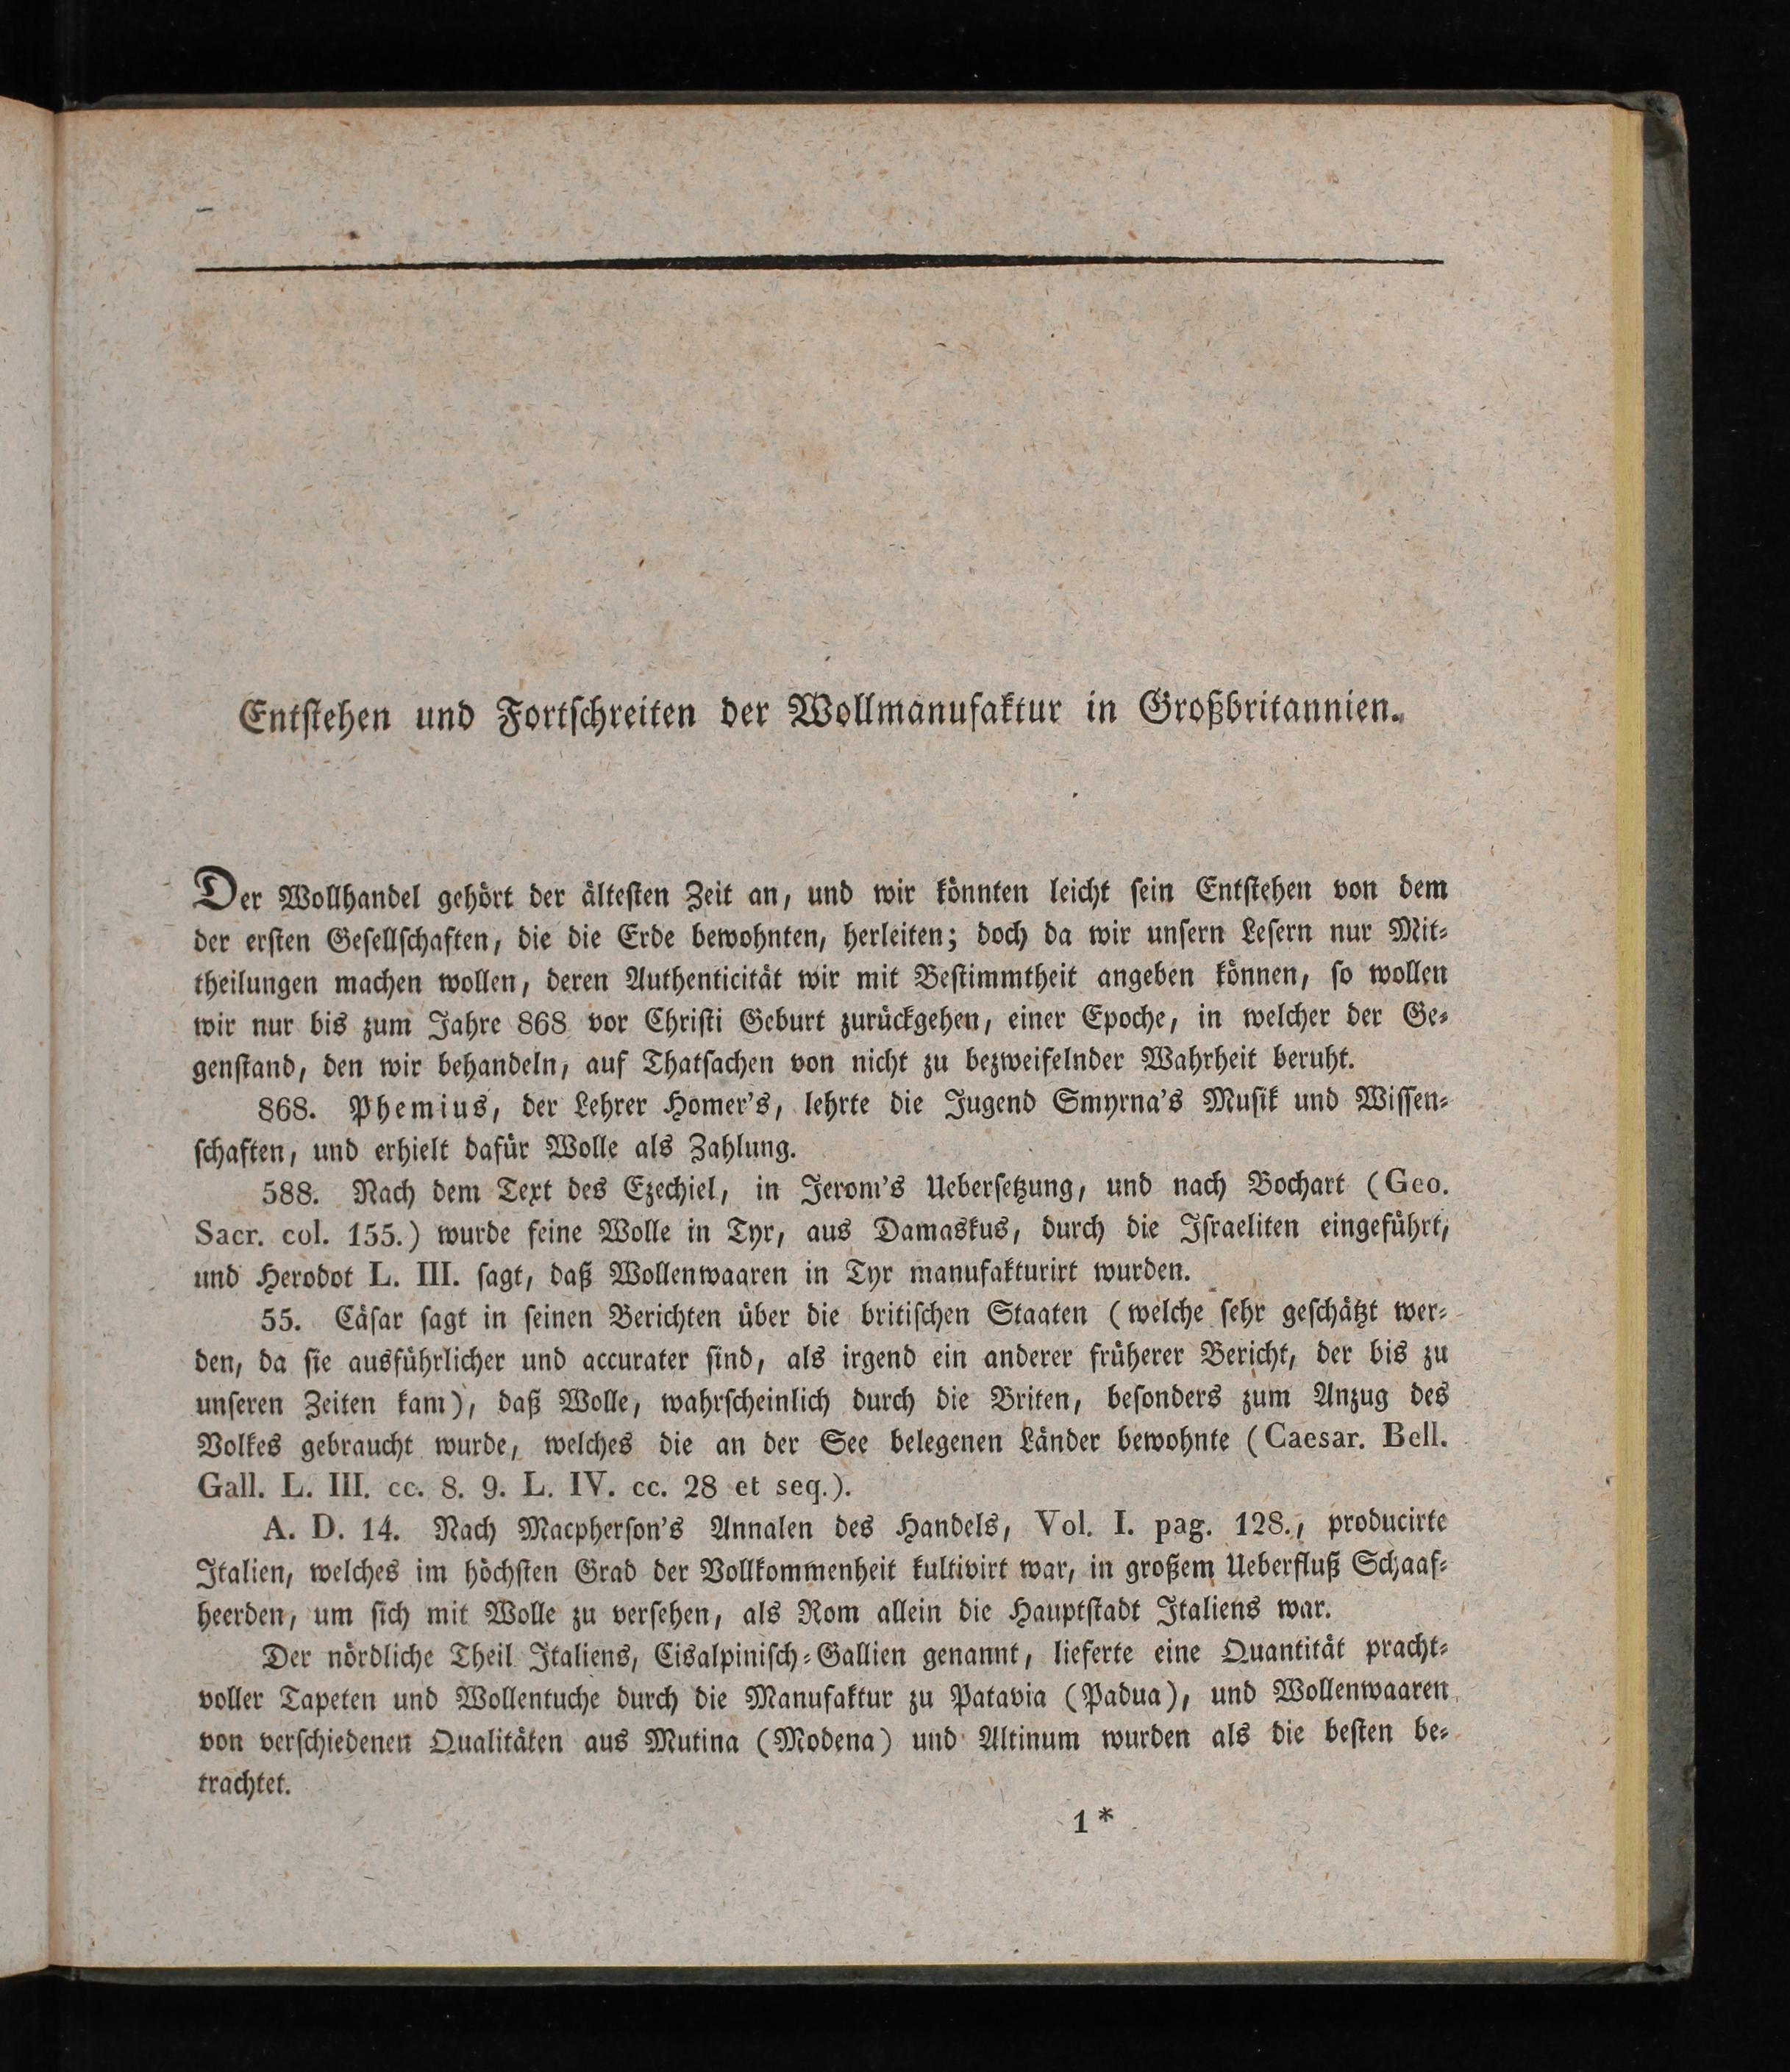 Entstehen und Fortschreiten der Wollmanufaktur in Großbritannien.
Der Wollhandel gehört der ältesten Zeit an, und wir könnten leicht sein Entstehen von dem
der ersten Gesellschaften, die die Erde bewohnten, herleiten; doch da wir unsern Lesern nur Mit-
theilungen machen wollen, deren Authenticität wir mit Bestimmtheit angeben können, so wollen
wir nur bis zum Jahre 868 vor Christi Geburt zurückgehen, einer Epoche, in welcher der Ge-
genstand, den wir behandeln, auf Thatsachen von nicht zu bezweifelnder Wahrheit beruht.
868. Phemius, der Lehrer Homer's, lehrte die Jugend Smyrna's Musik und Wissen-
schaften, und erhielt dafür Wolle als Zahlung.
588. Nach dem Text des Ezechiel, in Jerom's Uebersetzung, und nach Bochart (Geo.
Sacr. col. 155.) wurde feine Wolle in Tyr, aus Damaskus, durch die Israeliten eingeführt,
und Herodot L. III. sagt, daß Wollenwaaren in Tyr manufakturirt wurden.
55. Cäsar sagt in seinen Berichten über die britischen Staaten (welche sehr geschätzt wer-
den, da sie ausführlicher und accurater sind, als irgend ein anderer früherer Bericht, der bis zu
unseren Zeiten kam), daß Wolle, wahrscheinlich durch die Briten, besonders zum Anzug des
Volkes gebraucht wurde, welches die an der See belegenen Länder bewohnte (Caesar. Bell.
Gall. L. III. cc. 8. 9. L. IV. cc. 28 et seq.).
A. D. 14. Nach Macpherson's Annalen des Handels, Vol. I. pag. 128., producirte
Italien, welches im höchsten Grad der Vollkommenheit kultivirt war, in großem Ueberfluß Schaaf-
heerden, um sich mit Wolle zu versehen, als Rom allein die Hauptstadt Italiens war.
Der nördliche Theil Italiens, Cisalpinisch-Gallien genannt, lieferte eine Quantität pracht-
voller Tapeten und Wollentuche durch die Manufaktur zu Patavia (Padua), und Wollenwaaren
von verschiedenen Qualitäten aus Mutina (Modena) und Altinum wurden als die besten be-
trachtet.
1*